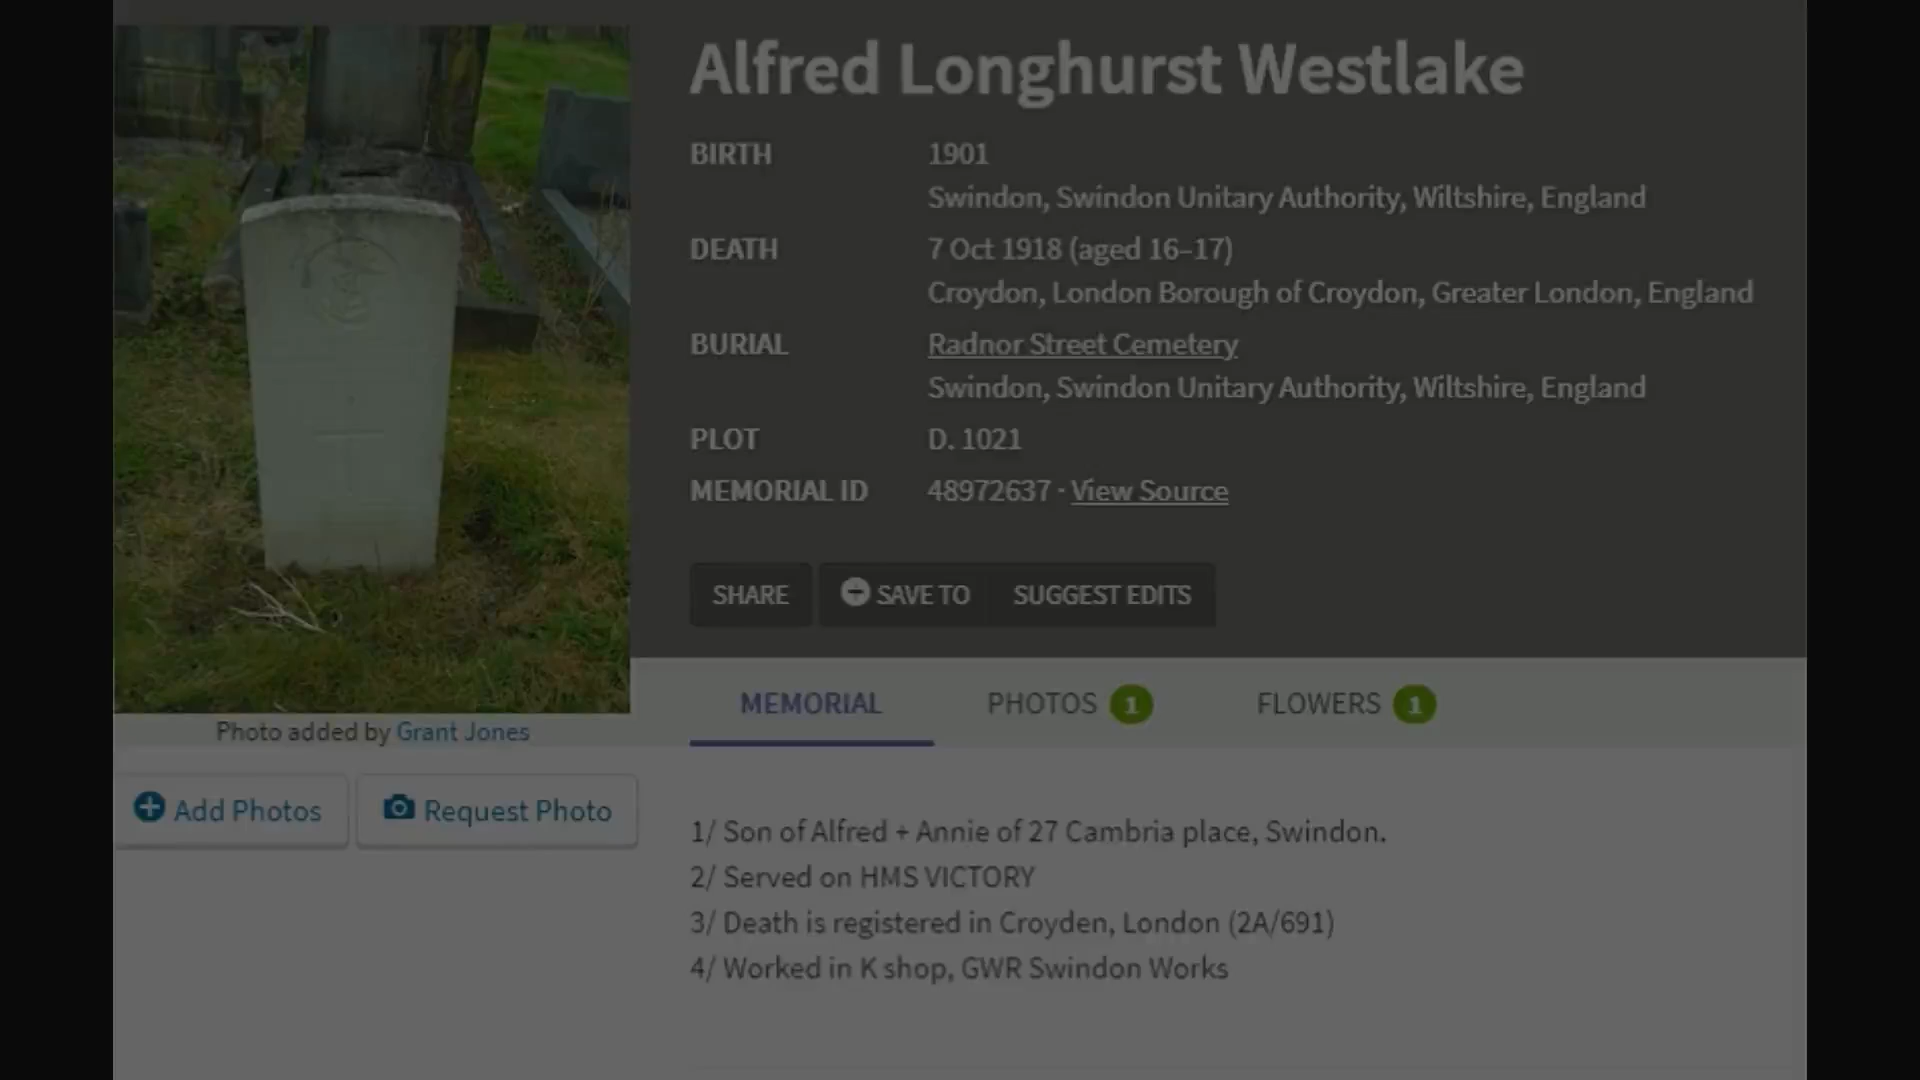 Alfred Longhurst Westlake
BIRTH 1901
Swindon, Swindon Unitary Authority, Wiltshire, England
DEATH 7 Oct 1918 (aged 16–17)
Croydon, London Borough of Croydon, Greater London, England
BURIAL Radnor Street Cemetery
Swindon, Swindon Unitary Authority, Wiltshire, England
PLOT D. 1021
MEMORIAL ID 48972637 · View Source
SHARE SAVE TO SUGGEST EDITS
MEMORIAL PHOTOS 1 FLOWERS 1
Photo added by Grant Jones
Add Photos Request Photo
1/ Son of Alfred + Annie of 27 Cambria place, Swindon.
2/ Served on HMS VICTORY
3/ Death is registered in Croyden, London (2A/691)
4/ Worked in K shop, GWR Swindon Works